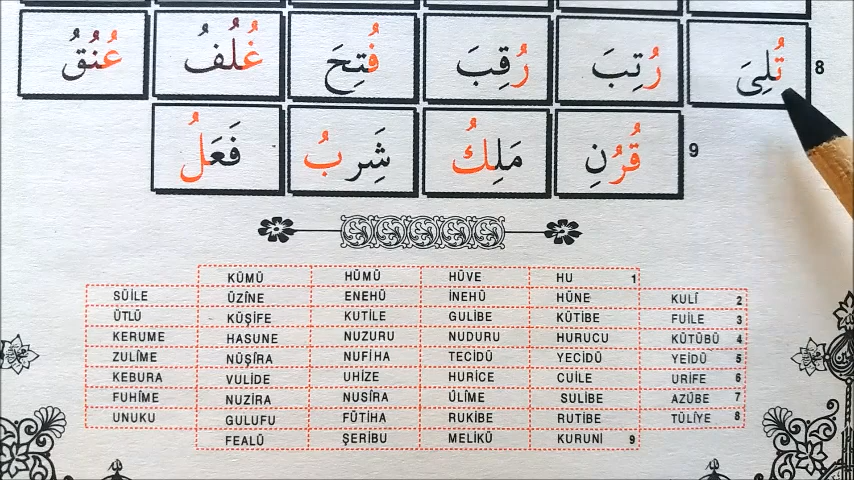 تُلِىَ رُتِبَ رُقِبَ فُتِحَ غُلُفُ عُنُقُ 8
قُرُنِ مَلِكُ شَرِبُ فَعَلُ 9
KÜMÜ HÜMÜ HÜVE HU 1
SÜİLE ÜZİNE ENEHÜ İNEHÜ HÜNE KULİ 2
ÜTLÜ KÜŞİFE KUTİLE GULİBE KÜTİBE FUİLE 3
KERUME HASUNE NUZURU NUDURU HURUCU KÜTÜBÜ 4
ZULİME NÜŞİRA NUFİHA TECİDÜ YECİDÜ YEİDÜ 5
KEBURA VULİDE UHİZE HURİCE CUİLE URİFE 6
FUHİME NUZİRA NUSİRA ÜLİME SULİBE AZÜBE 7
UNUKU GULUFU FÜTİHA RUKİBE RUTİBE TÜLİYE 8
FEALÜ ŞERİBU MELİKÜ KURUNİ 9